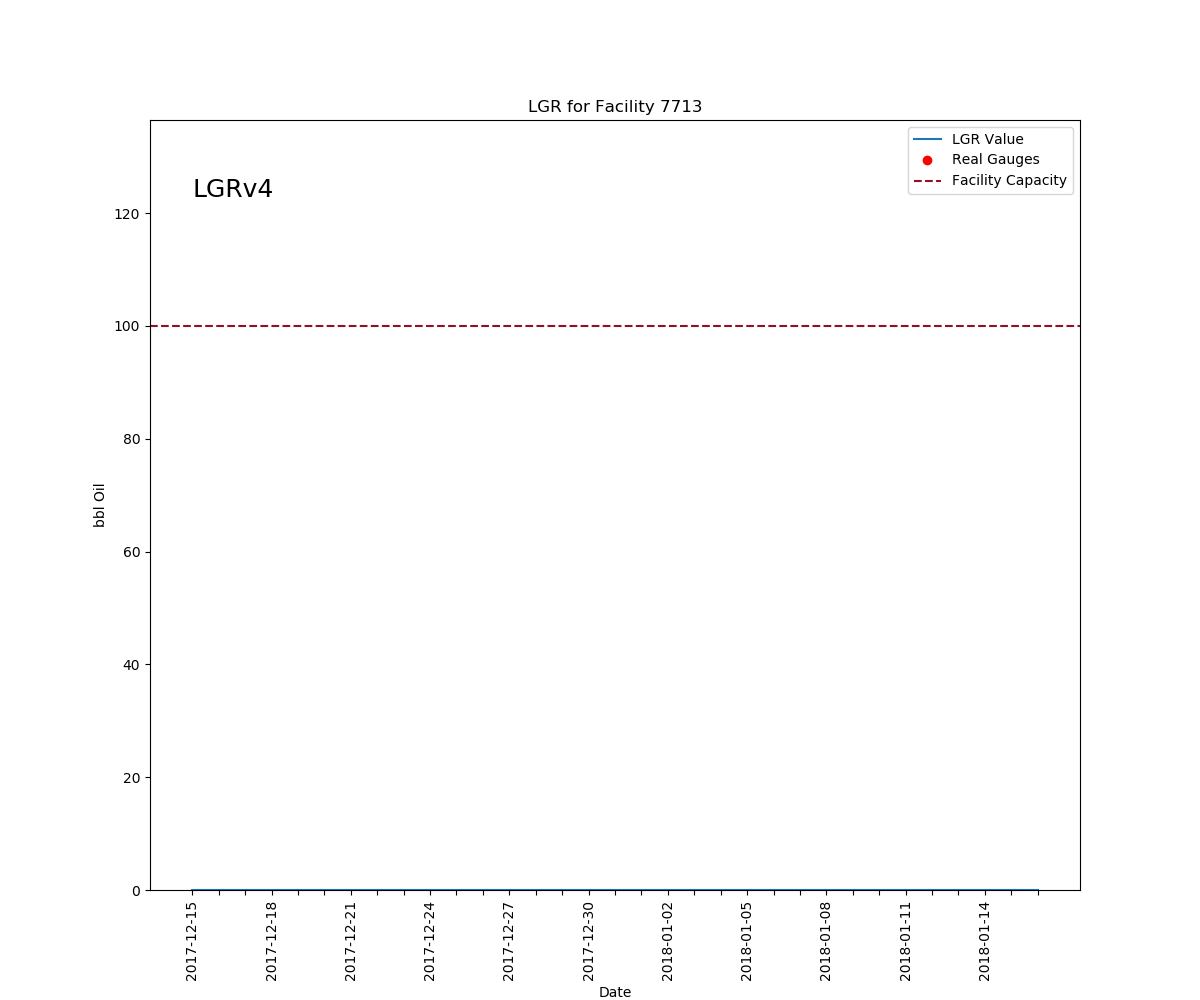 LGR for Facility 7713
LGR Value
Real Gauges
Facility Capacity
LGRv4
120
100
80
60
40
20
0
bbl Oil
2017-12-15
2017-12-18
2017-12-21
2017-12-24
2017-12-27
2017-12-30
2018-01-02
2018-01-05
2018-01-08
2018-01-11
2018-01-14
Date